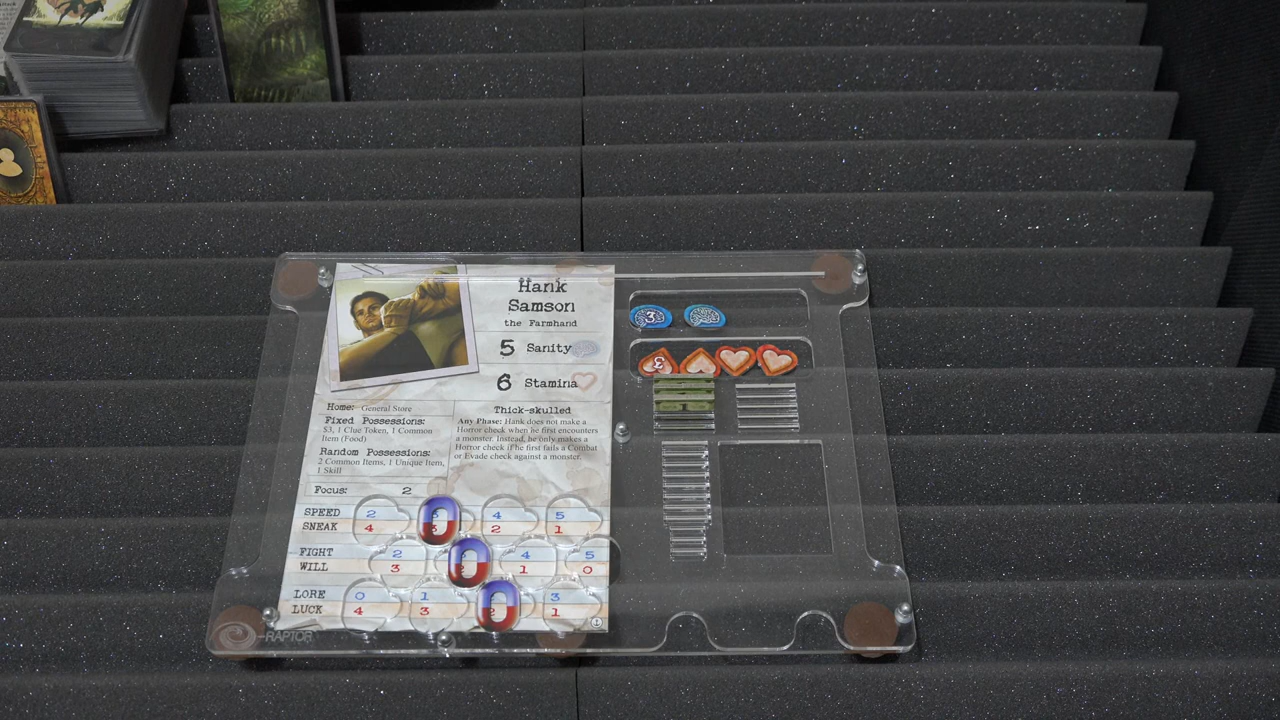 Hank
Samson
the Farmhand
5 Sanity
6 Stamina
Home: General Store
Fixed Possessions:
$3, 1 Clue Token, 1 Common
Item (Food)
Random Possessions:
2 Common Items, 1 Unique Item,
1 Skill
Thick-skulled
Any Phase: Hank does not make a
Horror check when he first encounters
a monster. Instead, he only makes a
Horror check if he first fails a Combat
or Evade check against a monster.
Focus: 2
SPEED 2 4 5
SNEAK 4 3 2 1
FIGHT 2 4 5
WILL 3 1 0
LORE 0 1 3
LUCK 4 3 2 1
3
1
E-RAPTOR